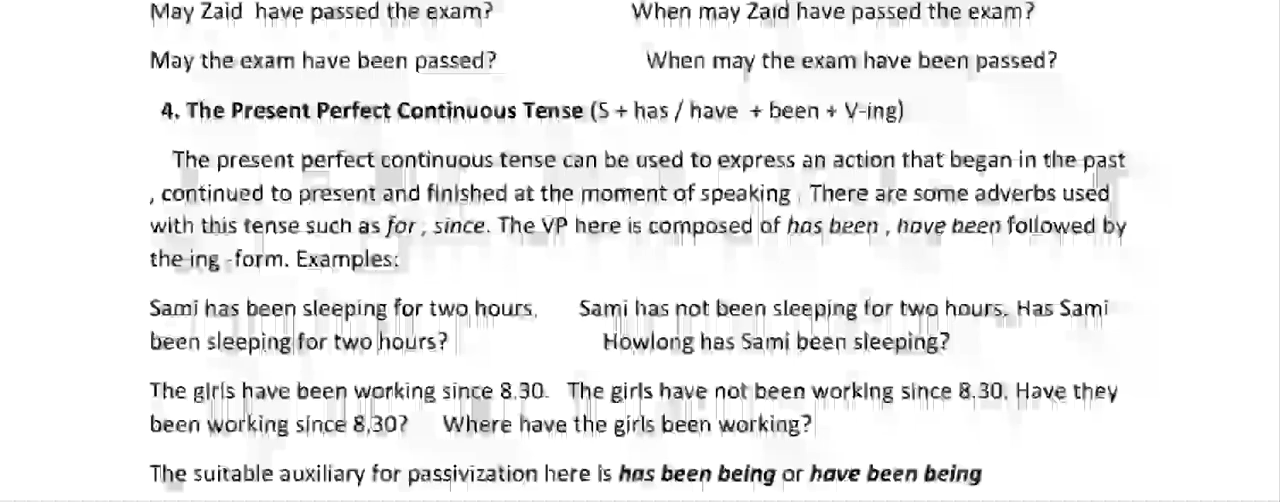 May Zaid have passed the exam? When may Zaid have passed the exam?
May the exam have been passed? When may the exam have been passed?
4. The Present Perfect Continuous Tense (S + has / have + been + V-ing)
The present perfect continuous tense can be used to express an action that began in the past
, continued to present and finished at the moment of speaking . There are some adverbs used
with this tense such as for , since. The VP here is composed of has been , have been followed by
the ing -form. Examples:
Sami has been sleeping for two hours. Sami has not been sleeping for two hours. Has Sami
been sleeping for two hours? Howlong has Sami been sleeping?
The girls have been working since 8.30. The girls have not been working since 8.30. Have they
been working since 8,30? Where have the girls been working?
The suitable auxiliary for passivization here is has been being or have been being